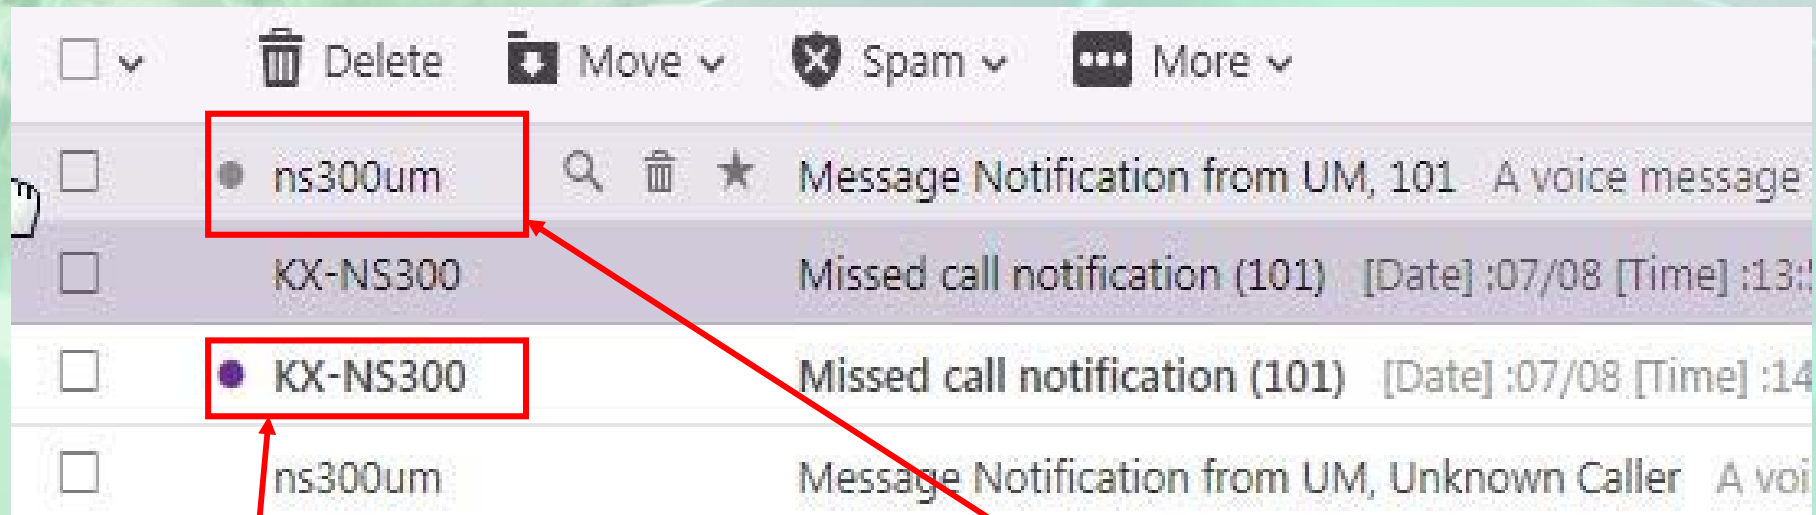 Delete Move Spam More
ns300um Message Notification from UM, 101 A voice message
KX-NS300 Missed call notification (101) [Date] :07/08 [Time] :13:
KX-NS300 Missed call notification (101) [Date] :07/08 [Time] :14
ns300um Message Notification from UM, Unknown Caller A voi